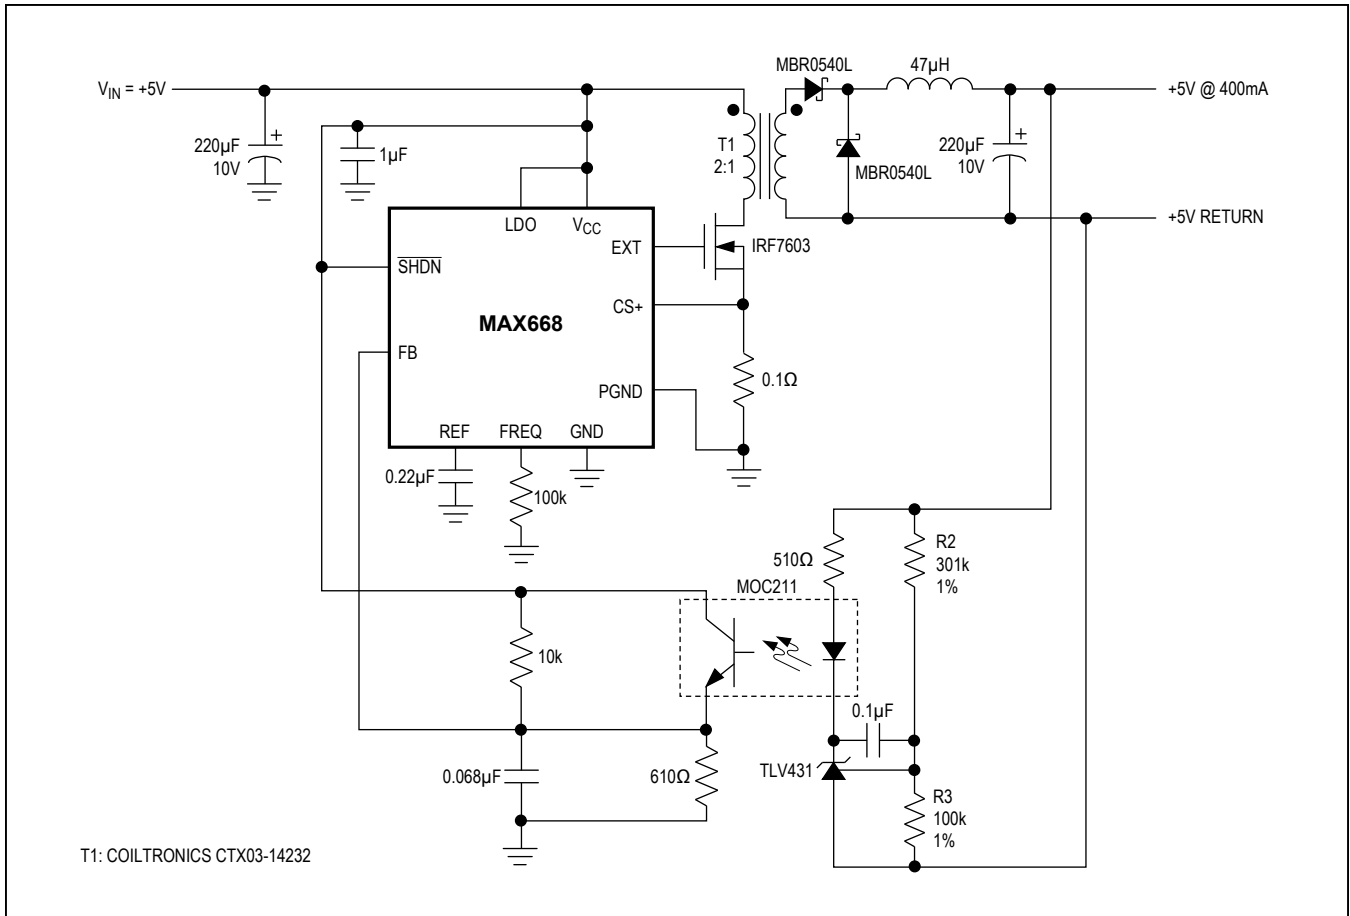 MBR0540L
47µH
V_IN = +5V
+5V @ 400mA
220µF
10V
+
1µF
T1
2:1
MBR0540L
220µF
10V
+
LDO
V_CC
+5V RETURN
EXT
IRF7603
SHDN
CS+
MAX668
FB
0.1Ω
PGND
REF
FREQ
GND
0.22µF
100k
510Ω
R2
301k
1%
MOC211
10k
0.1µF
0.068µF
610Ω
TLV431
R3
100k
1%
T1: COILTRONICS CTX03-14232